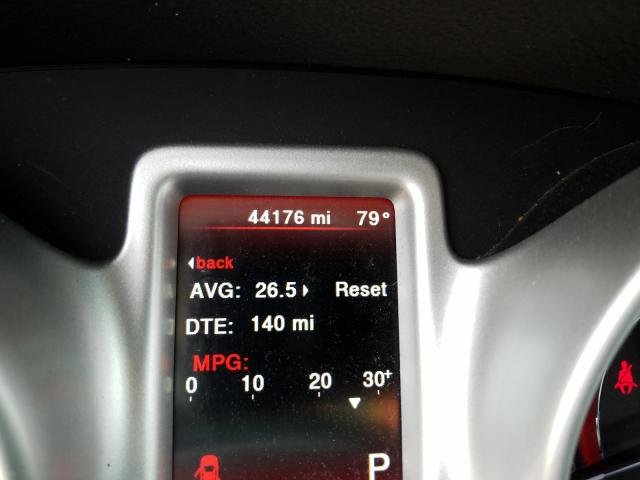 44176 mi 79°
back
AVG: 26.5 Reset
DTE: 140 mi
MPG:
0 10 20 30+
P